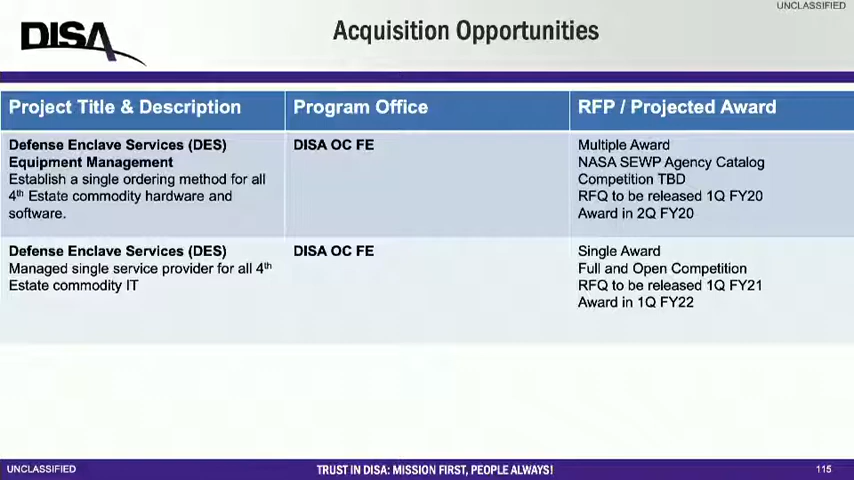 UNCLASSIFIED
DISA
Acquisition Opportunities
Project Title & Description
Program Office
RFP / Projected Award
Defense Enclave Services (DES)
Equipment Management
Establish a single ordering method for all
4th Estate commodity hardware and
software.
DISA OC FE
Multiple Award
NASA SEWP Agency Catalog
Competition TBD
RFQ to be released 1Q FY20
Award in 2Q FY20
Defense Enclave Services (DES)
Managed single service provider for all 4th
Estate commodity IT
DISA OC FE
Single Award
Full and Open Competition
RFQ to be released 1Q FY21
Award in 1Q FY22
UNCLASSIFIED
TRUST IN DISA: MISSION FIRST, PEOPLE ALWAYS!
115